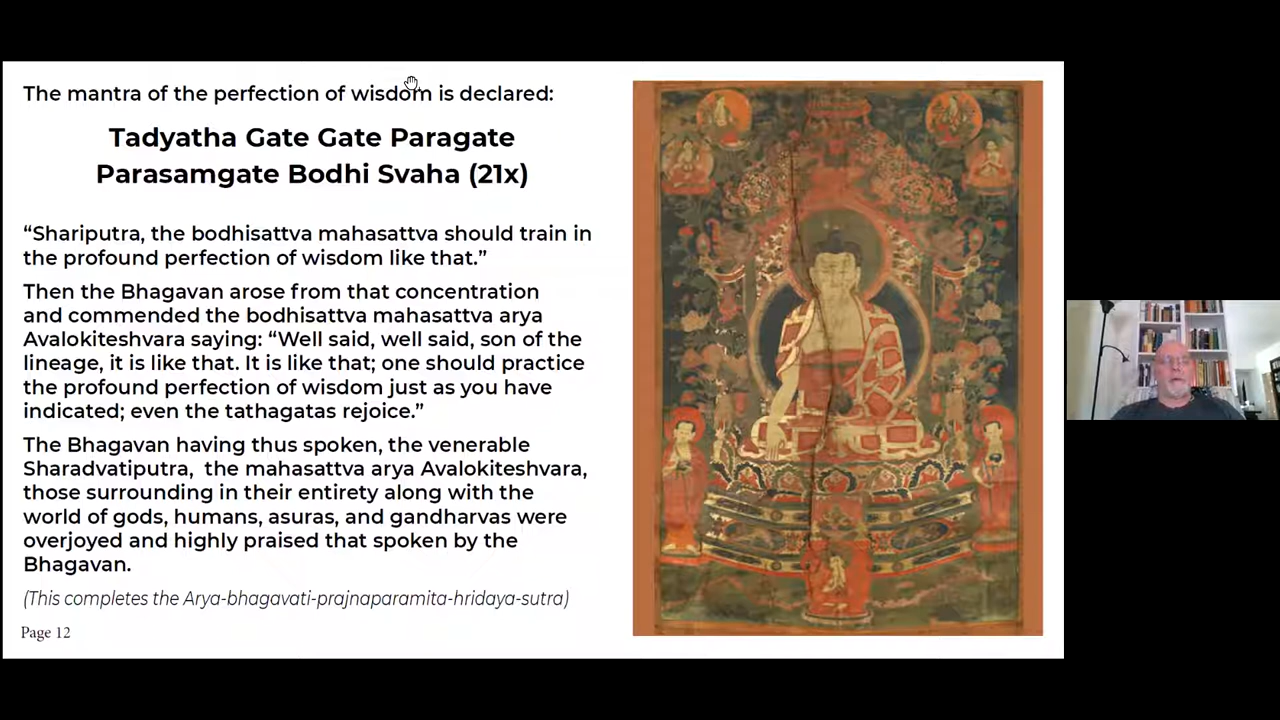 The mantra of the perfection of wisdom is declared:
Tadyatha Gate Gate Paragate
Parasamgate Bodhi Svaha (21x)
“Shariputra, the bodhisattva mahasattva should train in
the profound perfection of wisdom like that.”
Then the Bhagavan arose from that concentration
and commended the bodhisattva mahasattva arya
Avalokiteshvara saying: “Well said, well said, son of the
lineage, it is like that. It is like that; one should practice
the profound perfection of wisdom just as you have
indicated; even the tathagatas rejoice.”
The Bhagavan having thus spoken, the venerable
Sharadvatiputra,  the mahasattva arya Avalokiteshvara,
those surrounding in their entirety along with the
world of gods, humans, asuras, and gandharvas were
overjoyed and highly praised that spoken by the
Bhagavan.
(This completes the Arya-bhagavati-prajnaparamita-hridaya-sutra)
Page 12